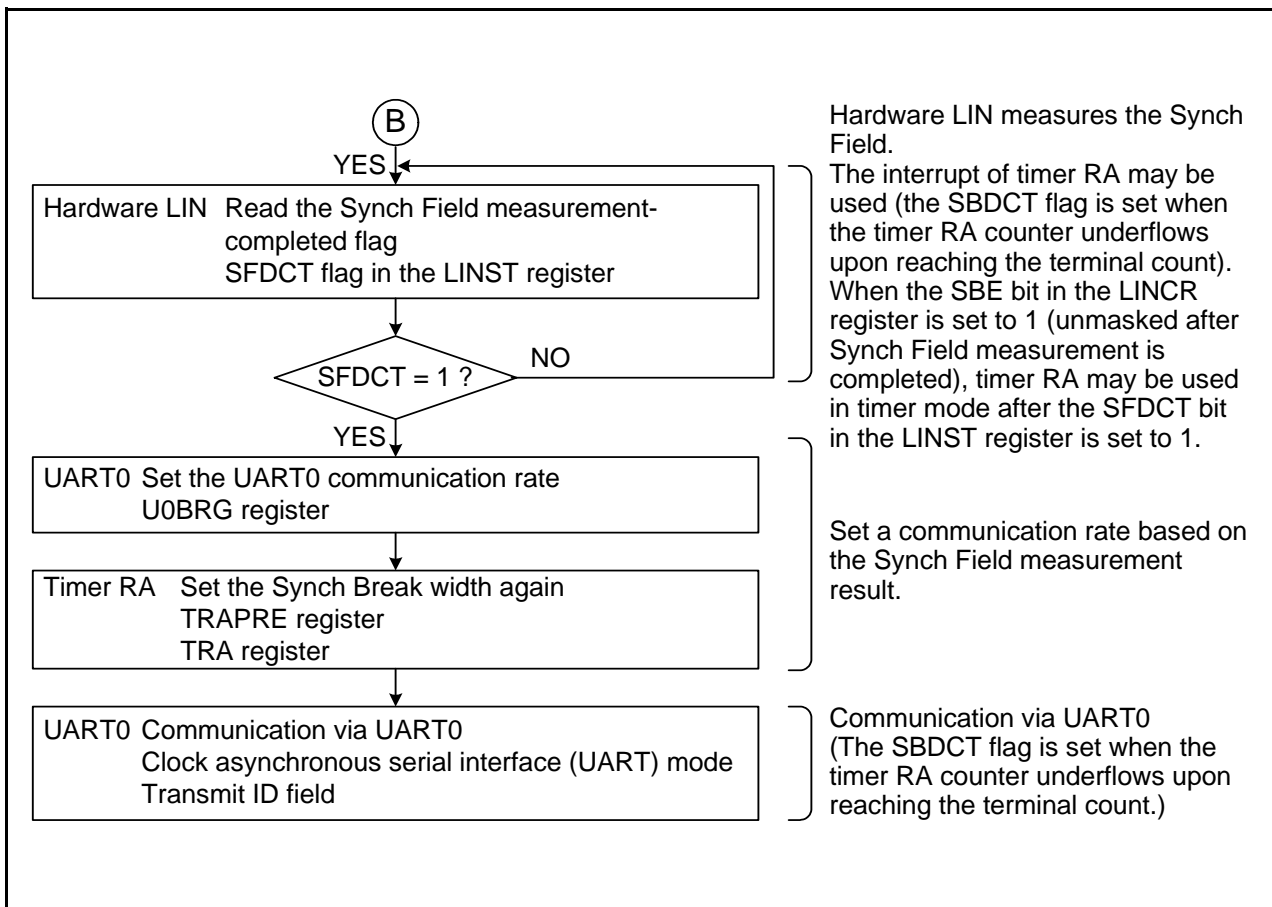 B
YES
Hardware LIN Read the Synch Field measurement-
completed flag
SFDCT flag in the LINST register
SFDCT = 1 ?
NO
YES
UART0 Set the UART0 communication rate
U0BRG register
Timer RA Set the Synch Break width again
TRAPRE register
TRA register
UART0 Communication via UART0
Clock asynchronous serial interface (UART) mode
Transmit ID field
Hardware LIN measures the Synch
Field.
The interrupt of timer RA may be
used (the SBDCT flag is set when
the timer RA counter underflows
upon reaching the terminal count).
When the SBE bit in the LINCR
register is set to 1 (unmasked after
Synch Field measurement is
completed), timer RA may be used
in timer mode after the SFDCT bit
in the LINST register is set to 1.
Set a communication rate based on
the Synch Field measurement
result.
Communication via UART0
(The SBDCT flag is set when the
timer RA counter underflows upon
reaching the terminal count.)